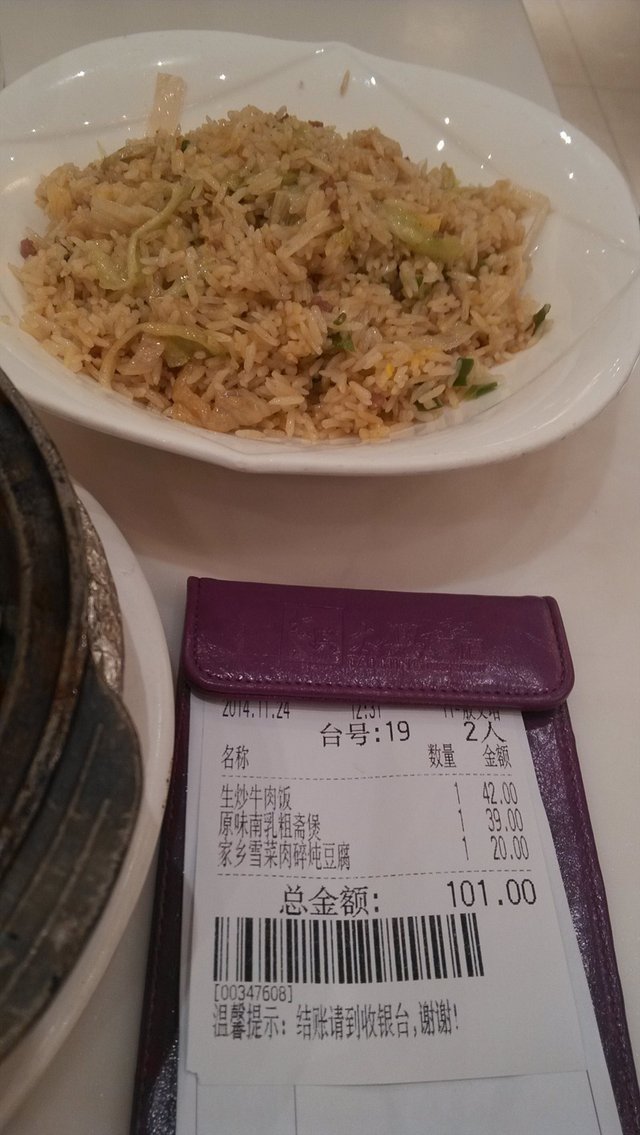 2014.11.24 12:31
台号:19 2人
名称 数量 金额
生炒牛肉饭 1 42.00
原味南乳粗斋煲 1 39.00
家乡雪菜肉碎炖豆腐 1 20.00
总金额: 101.00
[00347608]
温馨提示: 结账请到收银台,谢谢!